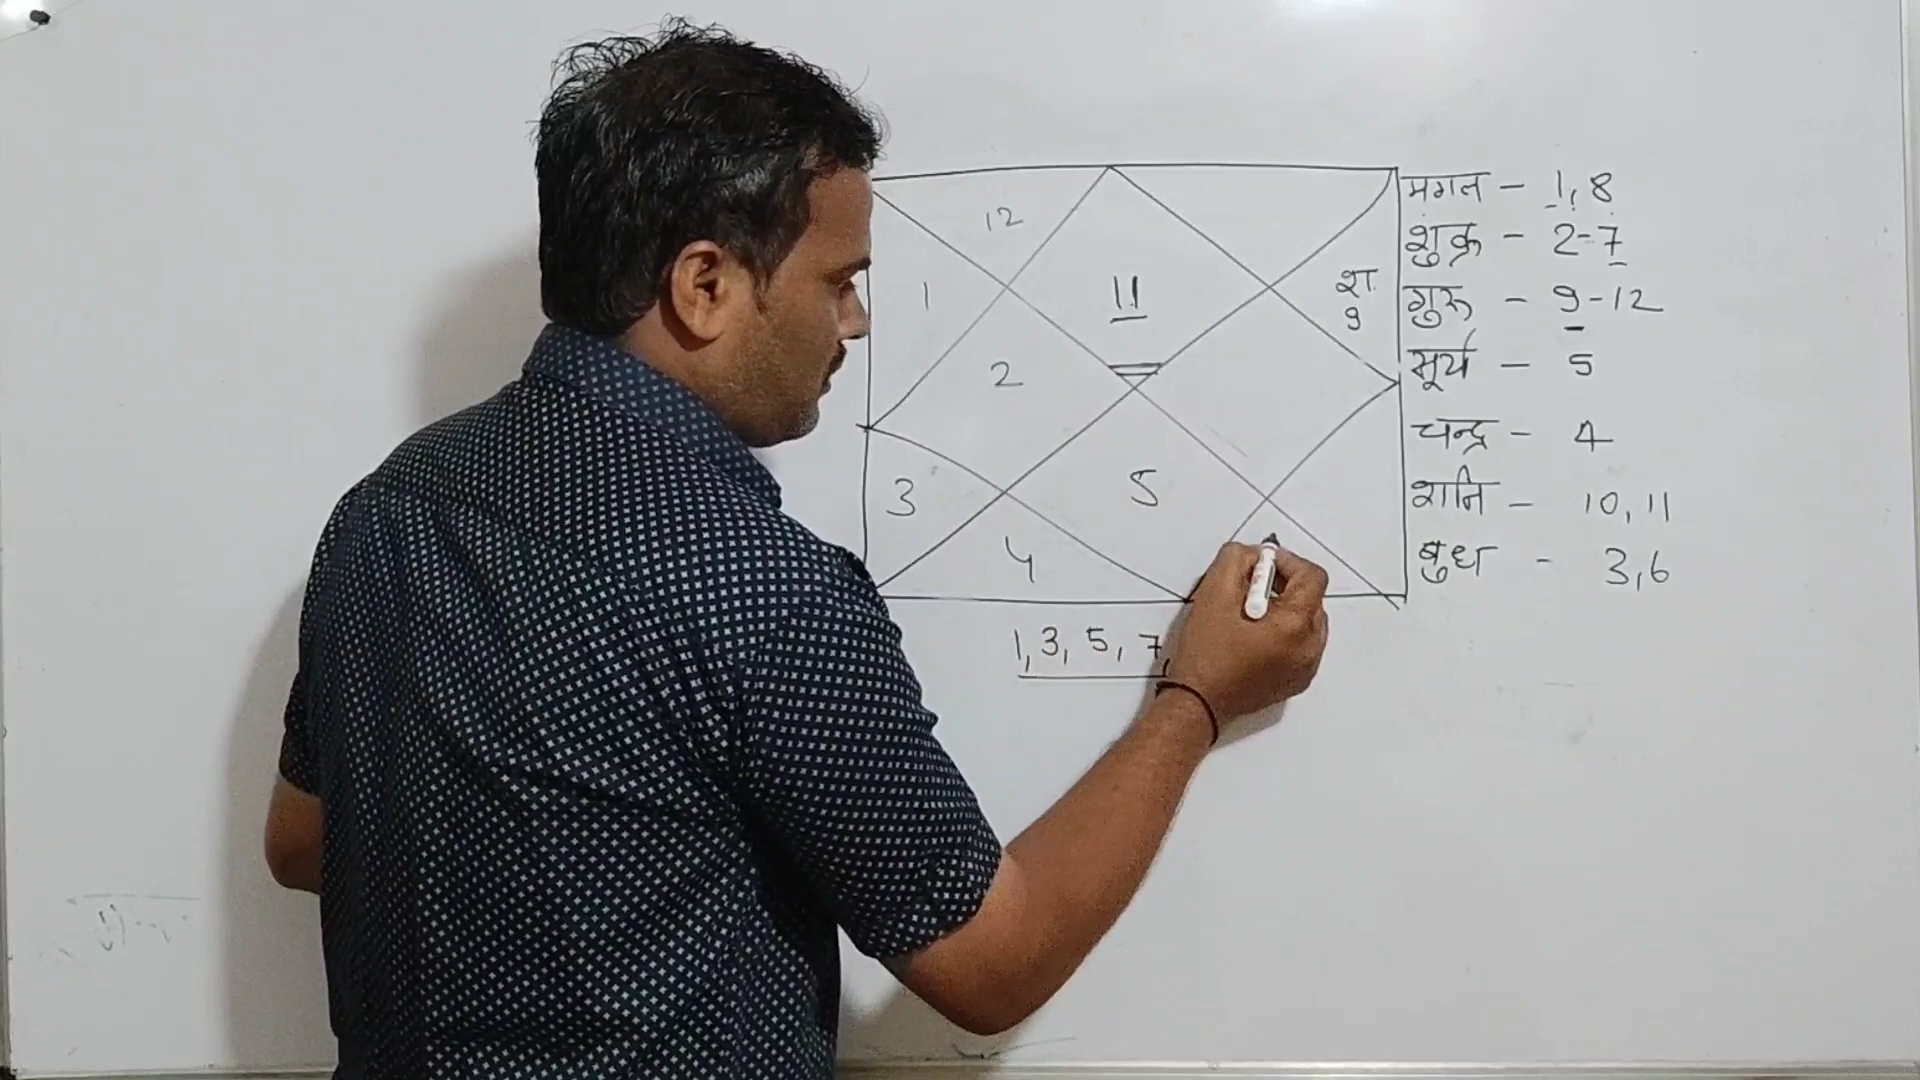 12
1
11
श.
9
2
3
5
4
1, 3, 5, 7,
मंगल - 1, 8
शुक्र - 2-7
गुरु - 9-12
सूर्य - 5
चन्द्र - 4
शनि - 10, 11
बुध - 3, 6